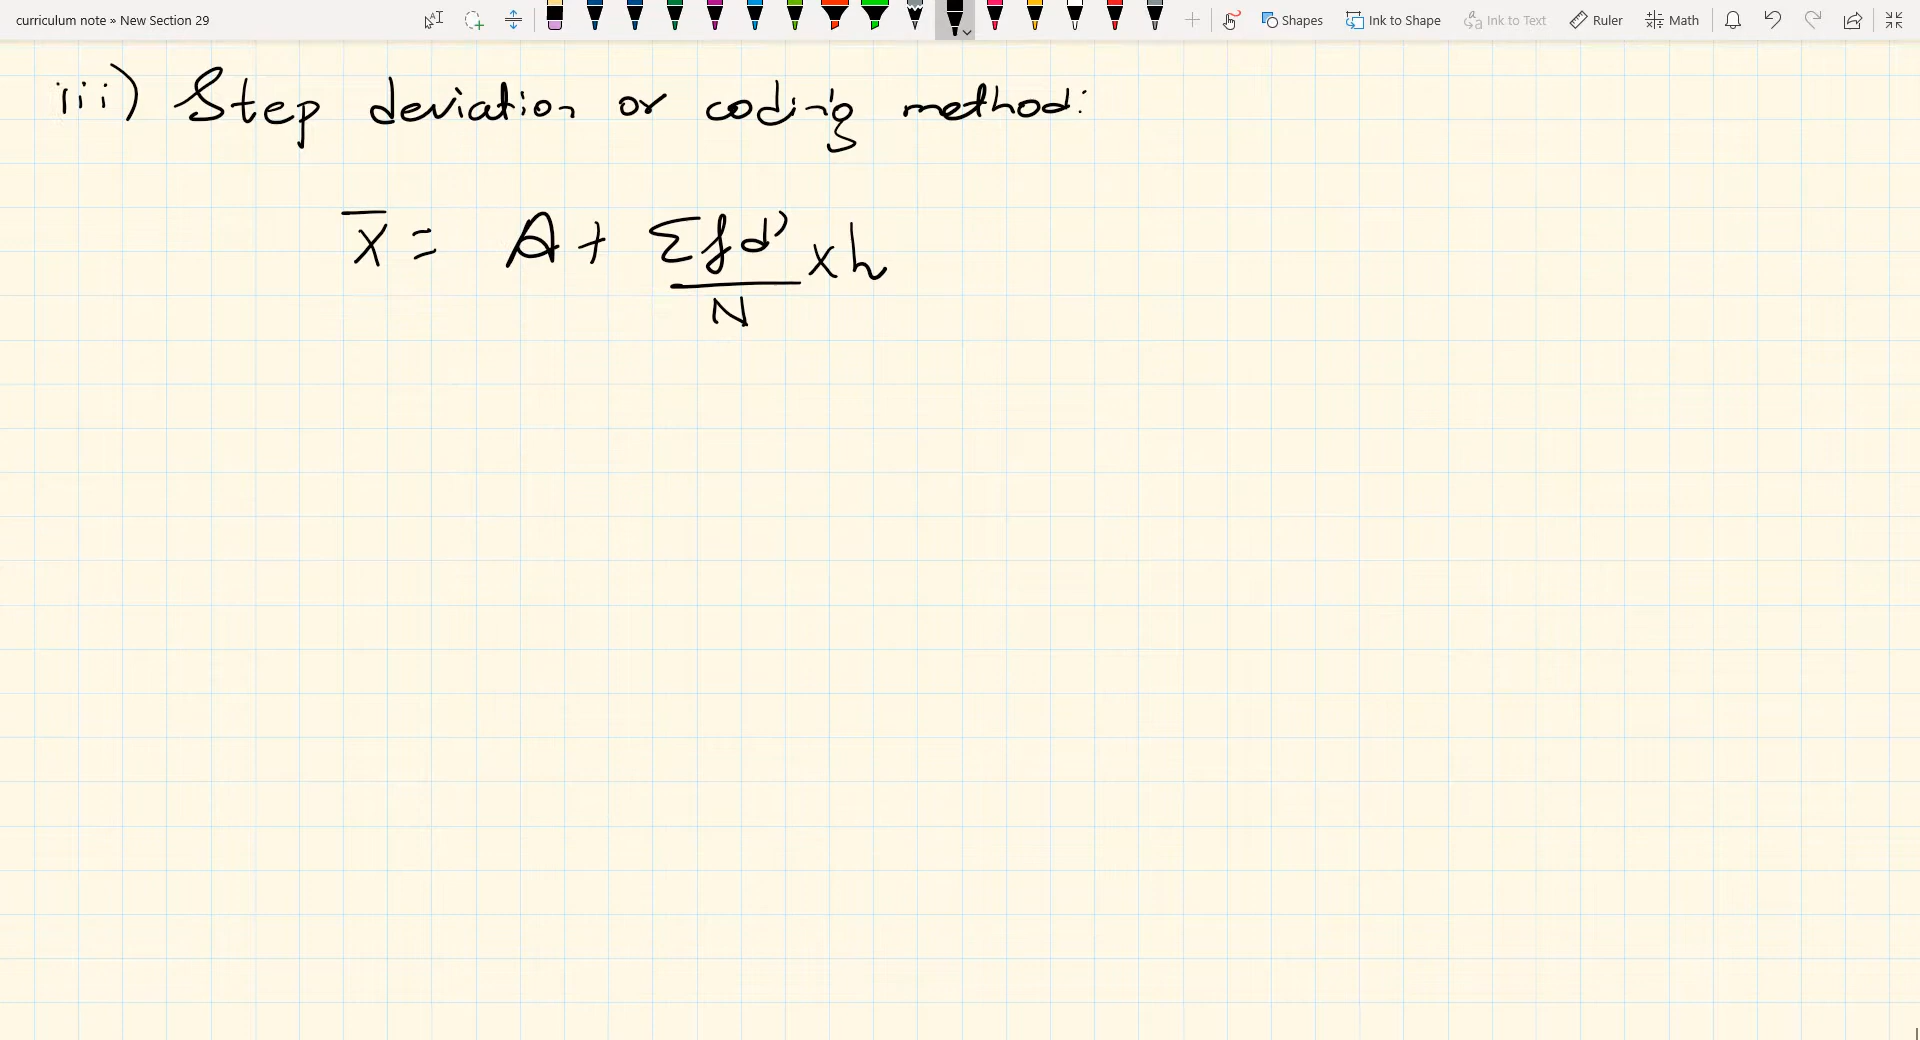 curriculum note » New Section 29
Shapes Ink to Shape Ink to Text Ruler Math
iii) Step deviation or coding method:
X̄ = A + Σfd' × h
N